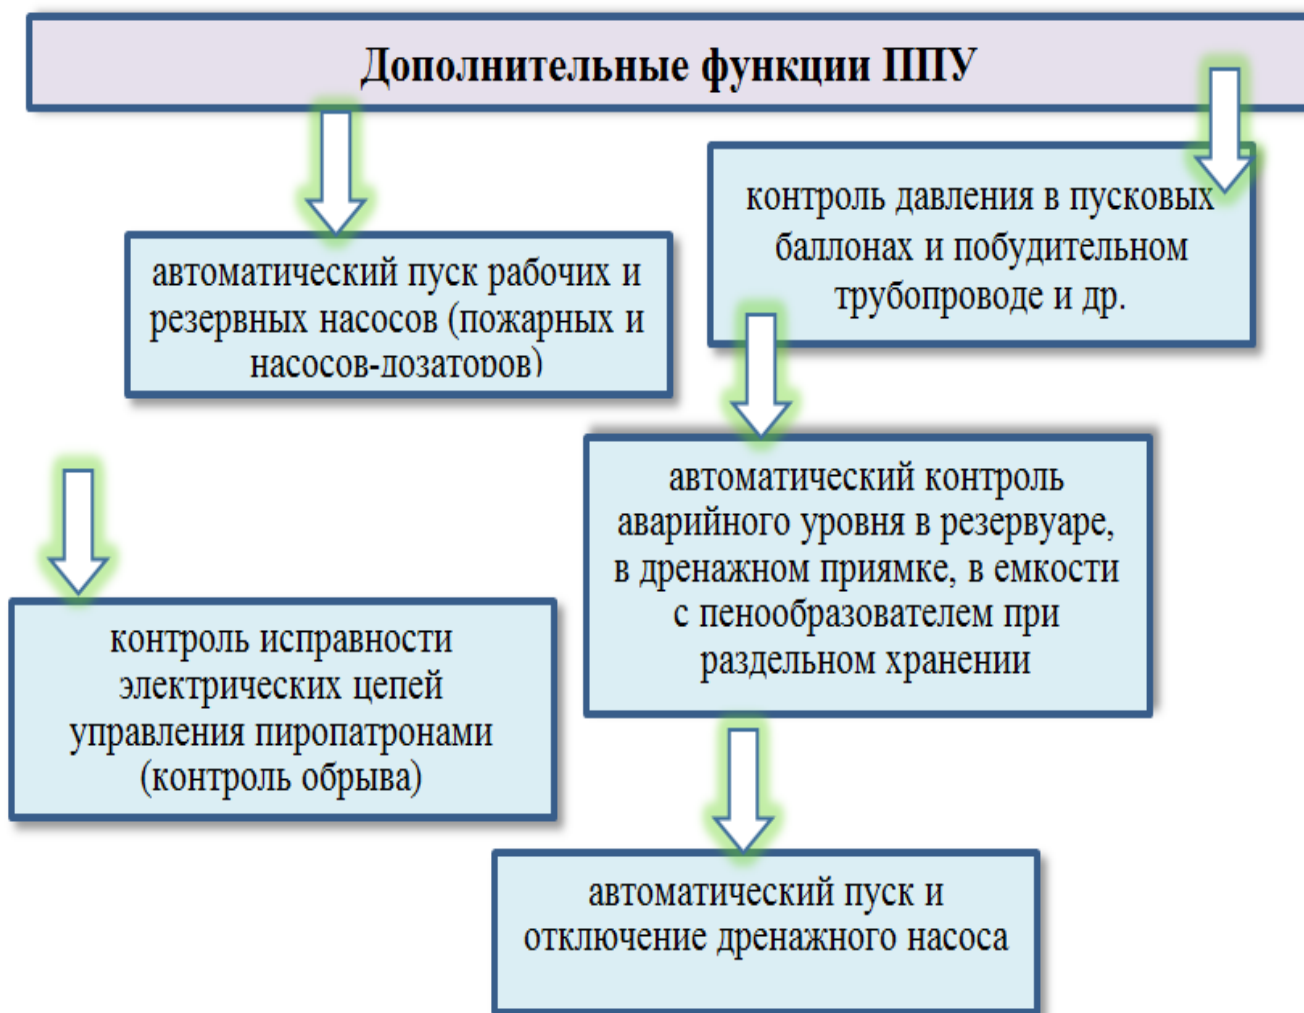 Дополнительные функции ППУ
контроль давления в пусковых
баллонах и побудительном
трубопроводе и др.
автоматический пуск рабочих и
резервных насосов (пожарных и
насосов-дозаторов)
автоматический контроль
аварийного уровня в резервуаре,
в дренажном приямке, в емкости
с пенообразователем при
раздельном хранении
контроль исправности
электрических цепей
управления пиропатронами
(контроль обрыва)
автоматический пуск и
отключение дренажного насоса